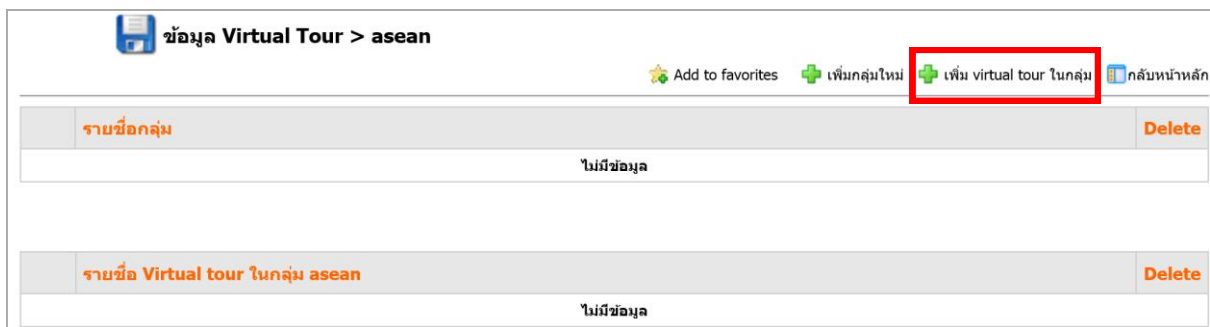 ข้อมูล Virtual Tour > asean
Add to favorites เพิ่มกลุ่มใหม่ เพิ่ม virtual tour ในกลุ่ม กลับหน้าหลัก
รายชื่อกลุ่ม Delete
ไม่มีข้อมูล
รายชื่อ Virtual tour ในกลุ่ม asean Delete
ไม่มีข้อมูล